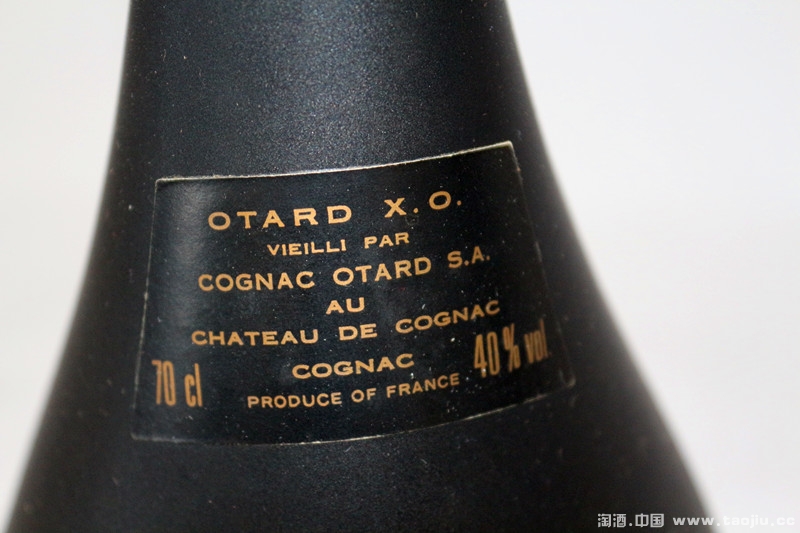 OTARD X.O.
VIEILLI PAR
COGNAC OTARD S.A.
AU
CHATEAU DE COGNAC
COGNAC
70 cl
40% vol.
PRODUCE OF FRANCE
淘酒.中国 www.taojiu.cc